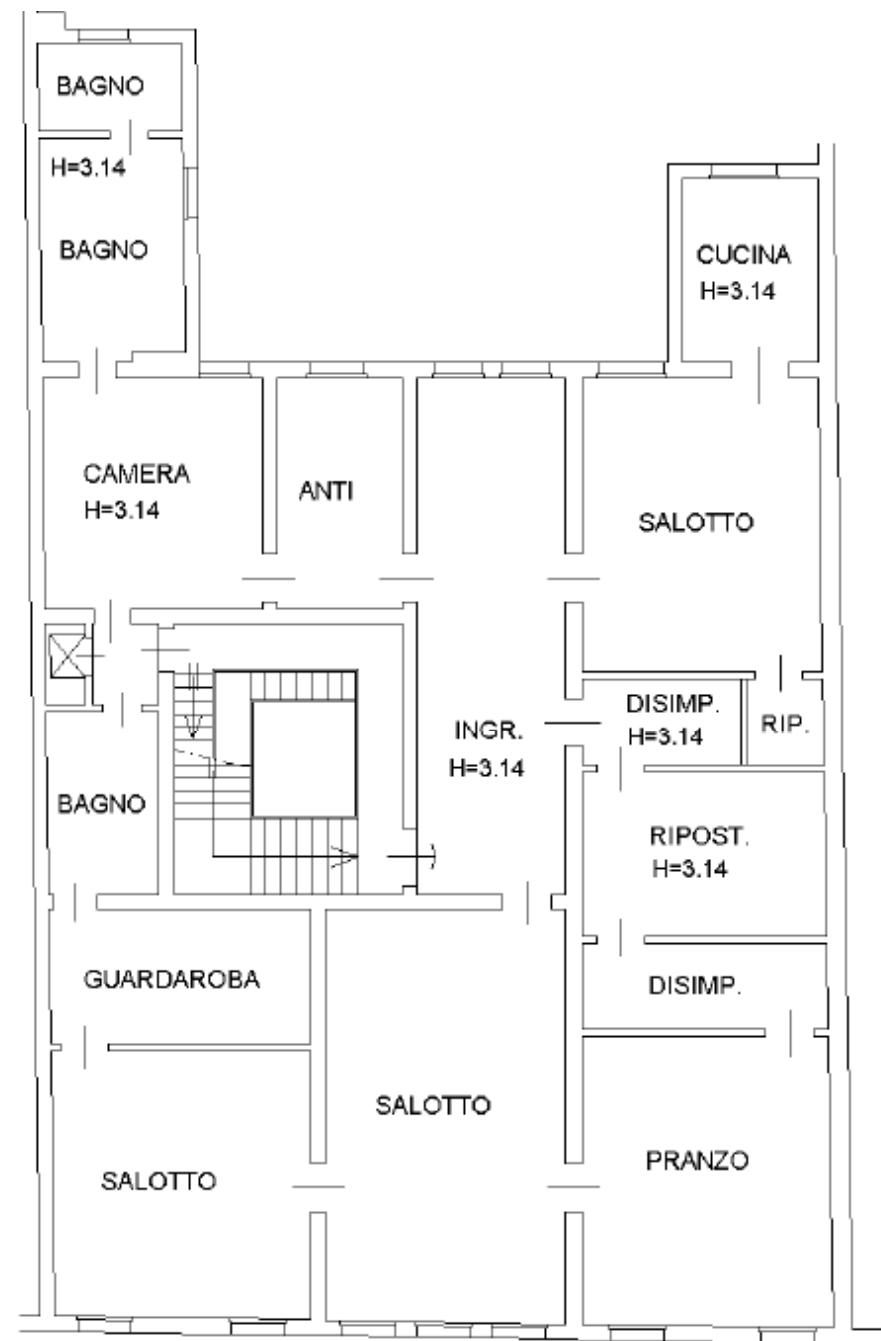 BAGNO
H=3.14
BAGNO
CUCINA
H=3.14
CAMERA
H=3.14
ANTI
SALOTTO
INGR.
H=3.14
DISIMP.
H=3.14
RIP.
BAGNO
RIPOST.
H=3.14
GUARDAROBA
DISIMP.
SALOTTO
SALOTTO
PRANZO